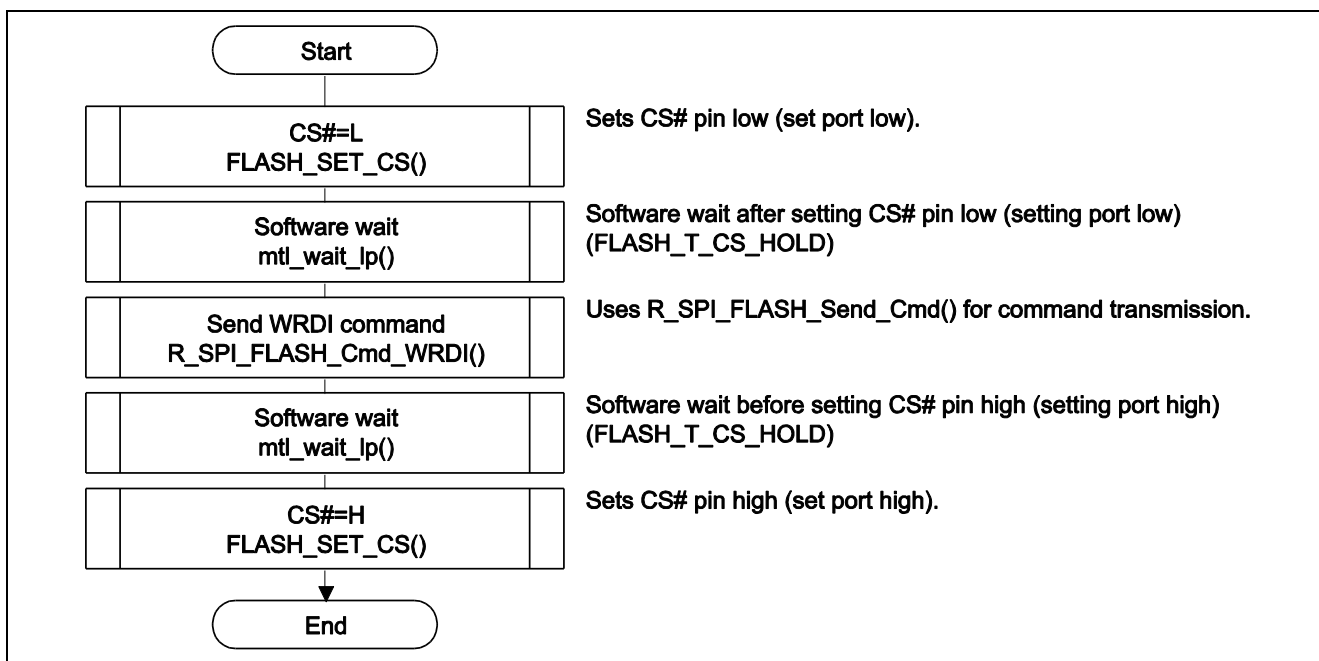 Start
CS#=L
FLASH_SET_CS()
Sets CS# pin low (set port low).
Software wait
mtl_wait_lp()
Software wait after setting CS# pin low (setting port low)
(FLASH_T_CS_HOLD)
Send WRDI command
R_SPI_FLASH_Cmd_WRDI()
Uses R_SPI_FLASH_Send_Cmd() for command transmission.
Software wait
mtl_wait_lp()
Software wait before setting CS# pin high (setting port high)
(FLASH_T_CS_HOLD)
CS#=H
FLASH_SET_CS()
Sets CS# pin high (set port high).
End